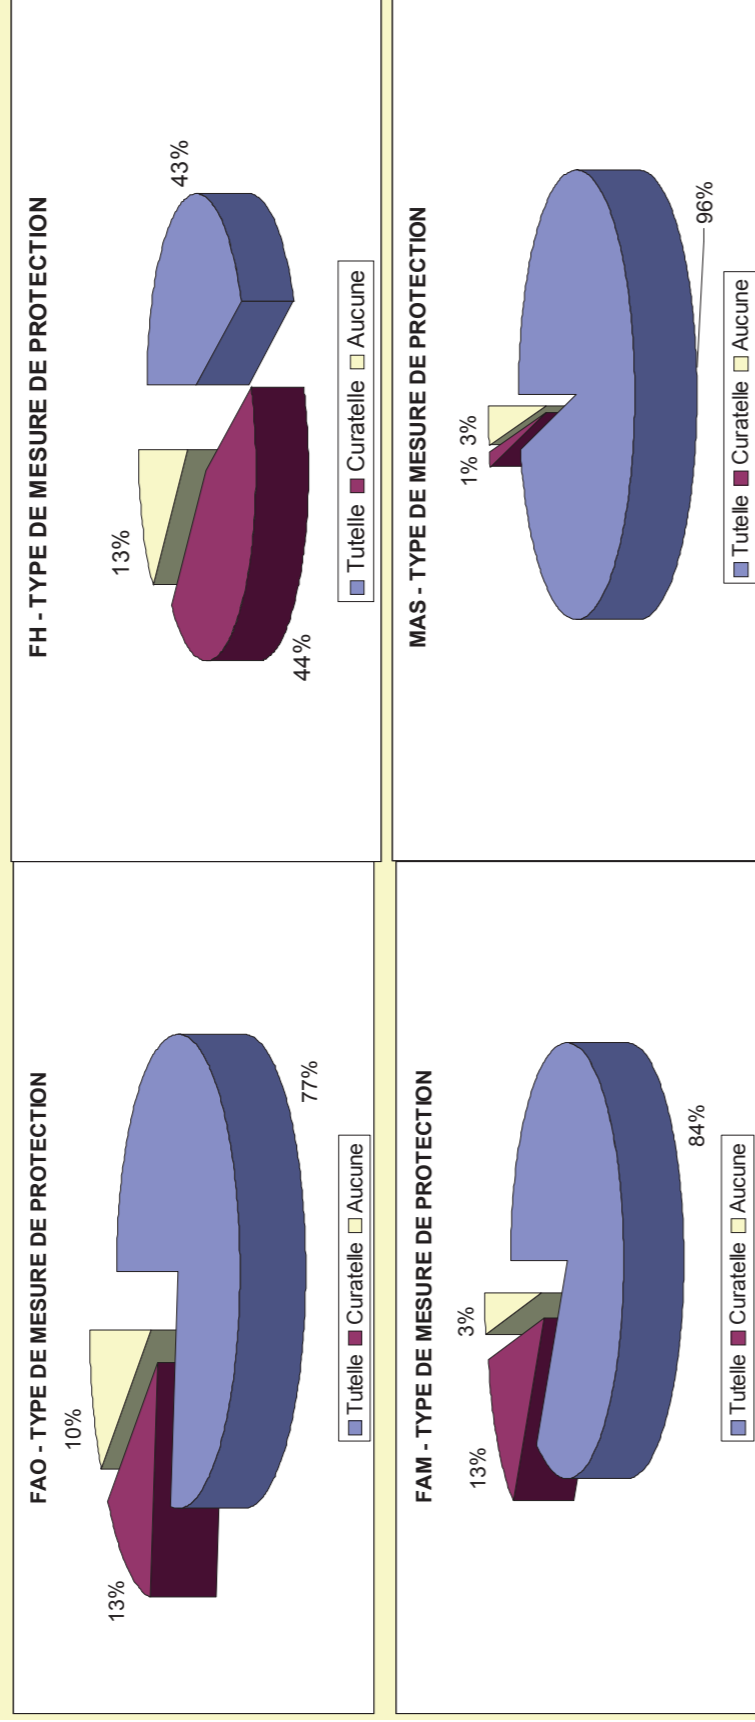 FAO - TYPE DE MESURE DE PROTECTION
10%
13%
77%
Tutelle Curatelle Aucune
FH - TYPE DE MESURE DE PROTECTION
13%
43%
44%
Tutelle Curatelle Aucune
FAM - TYPE DE MESURE DE PROTECTION
3%
13%
84%
Tutelle Curatelle Aucune
MAS - TYPE DE MESURE DE PROTECTION
1% 3%
96%
Tutelle Curatelle Aucune